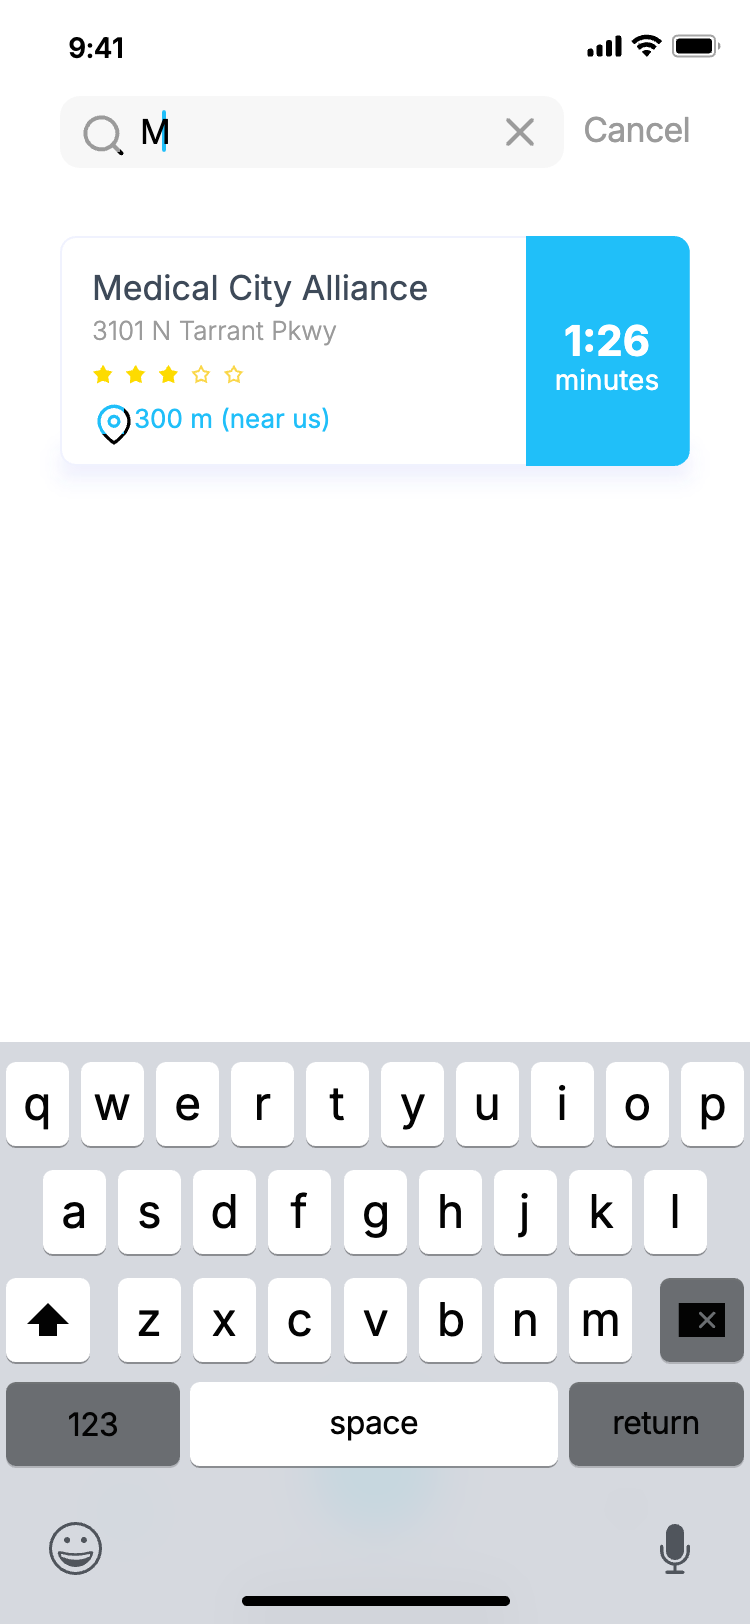 9:41
M
Cancel
Medical City Alliance
3101 N Tarrant Pkwy
300 m (near us)
1:26
minutes
q w e r t y u i o p
a s d f g h j k l
z x c v b n m
123 space return